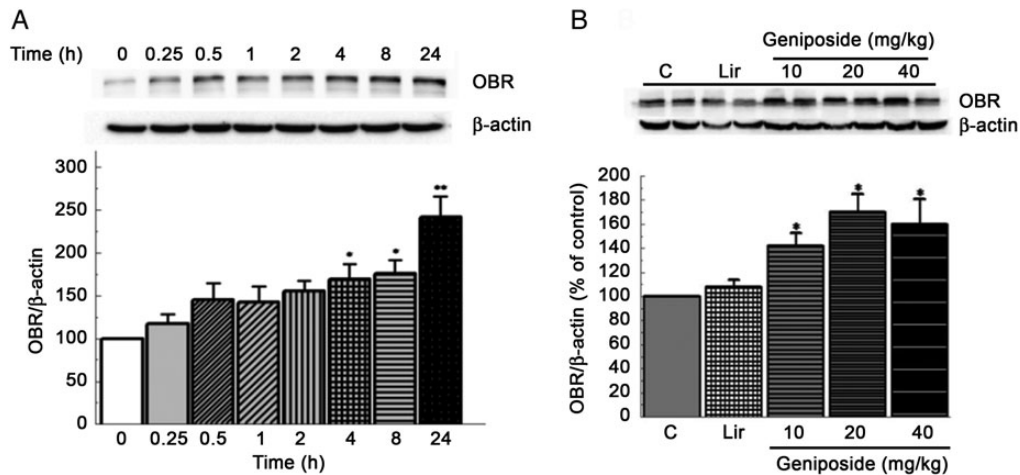 A
Time (h) 0 0.25 0.5 1 2 4 8 24
OBR
β-actin
300
250
200
150
100
50
0
OBR/β-actin
* * **
0 0.25 0.5 1 2 4 8 24
Time (h)
B
Geniposide (mg/kg)
C Lir 10 20 40
OBR
β-actin
200
180
160
140
120
100
80
60
40
20
0
OBR/β-actin (% of control)
* * *
C Lir 10 20 40
Geniposide (mg/kg)